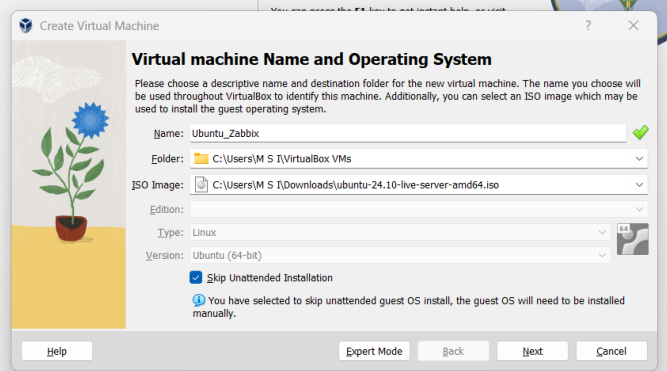 You can press the F1 key to get instant help, or visit
Create Virtual Machine
?
Virtual machine Name and Operating System
Please choose a descriptive name and destination folder for the new virtual machine. The name you choose will
be used throughout VirtualBox to identify this machine. Additionally, you can select an ISO image which may be
used to install the guest operating system.
Name: Ubuntu_Zabbix
Folder: C:\Users\M S I\VirtualBox VMs
ISO Image: C:\Users\M S I\Downloads\ubuntu-24.10-live-server-amd64.iso
Edition:
Type: Linux
64
Version: Ubuntu (64-bit)
Skip Unattended Installation
You have selected to skip unattended guest OS install, the guest OS will need to be installed
manually.
Help Expert Mode Back Next Cancel